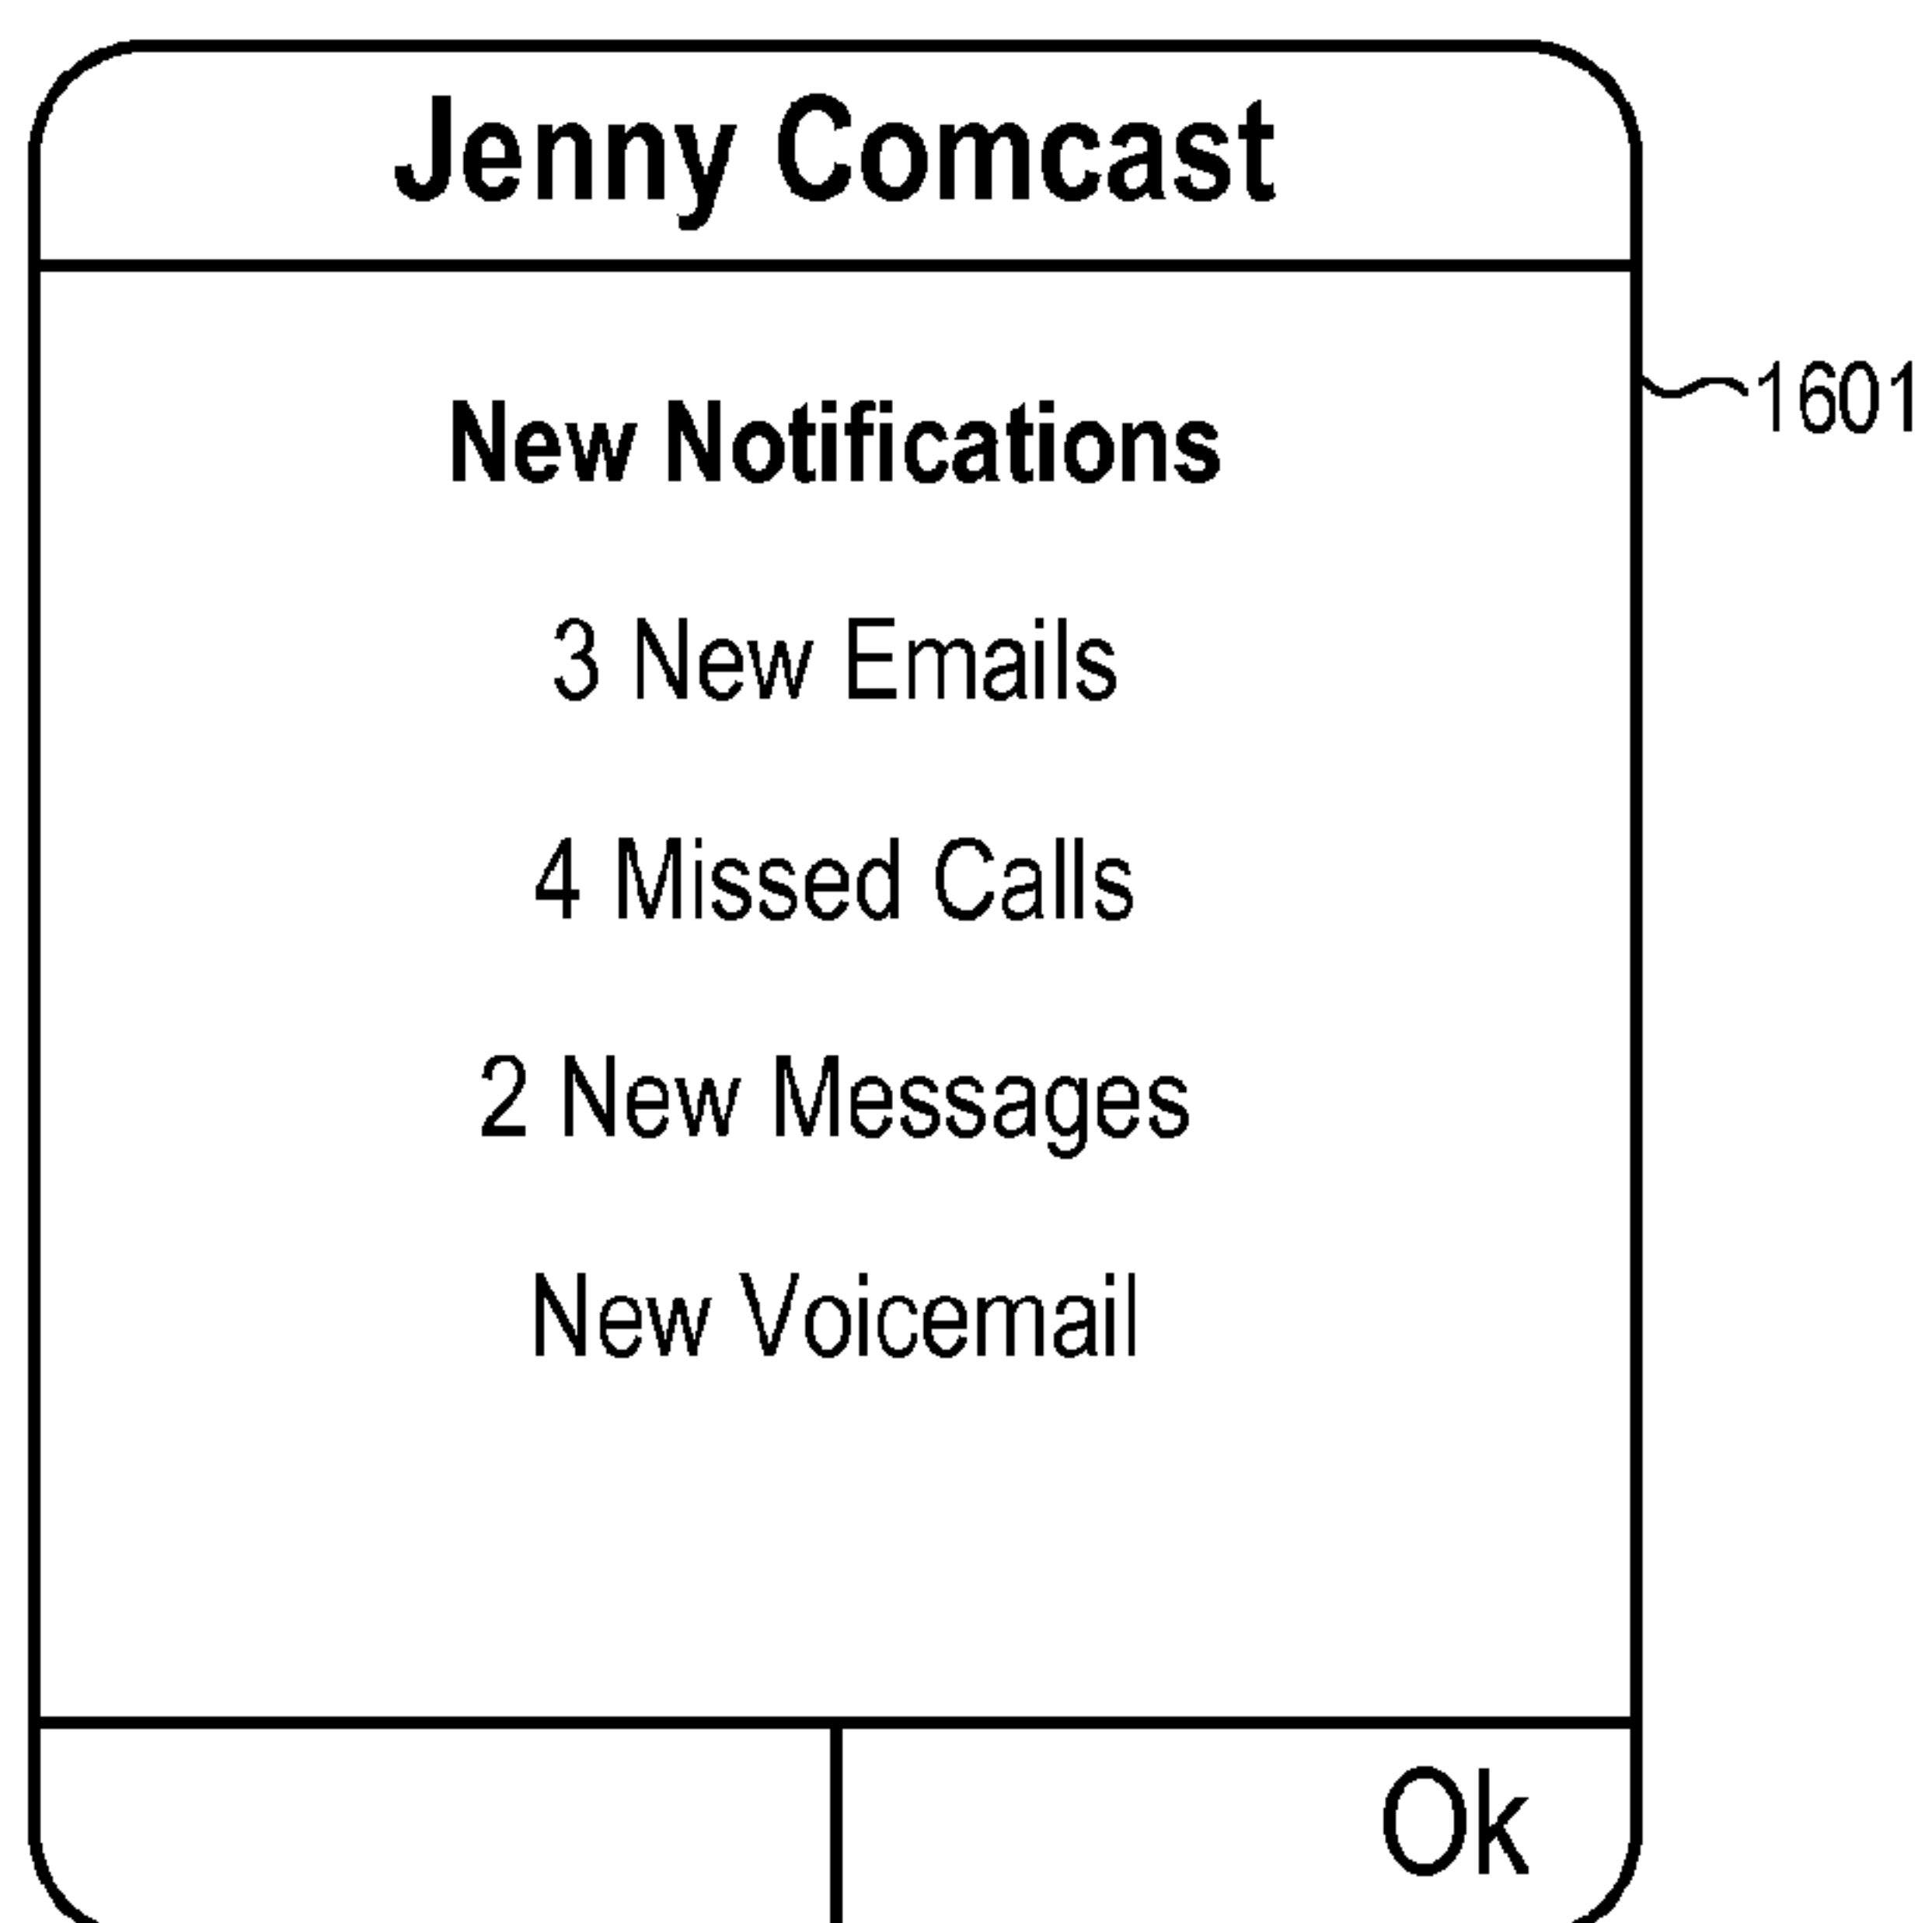 Jenny Comcast
1601
New Notifications
3 New Emails
4 Missed Calls
2 New Messages
New Voicemail
Ok